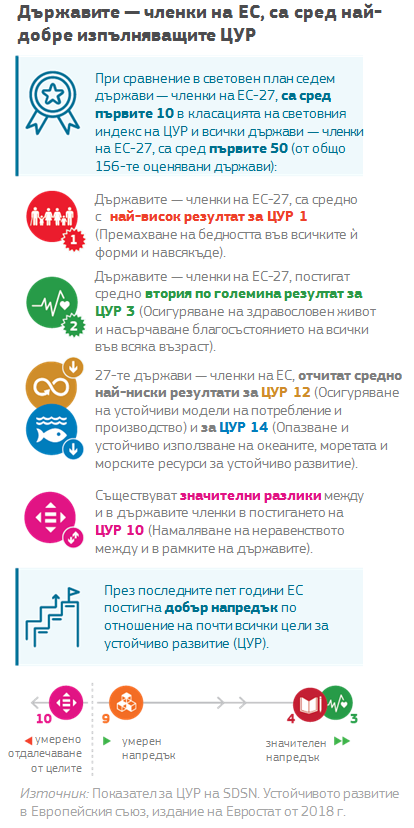 Държавите — членки на ЕС, са сред най-
добре изпълняващите ЦУР
При сравнение в световен план седем
държави — членки на ЕС-27, са сред
първите 10 в класацията на световния
индекс на ЦУР и всички държави — членки
на ЕС-27, са сред първите 50 (от общо
156-те оценявани държави):
Държавите — членки на ЕС-27, са средно
с най-висок резултат за ЦУР 1
(Премахване на бедността във всичките ѝ
форми и навсякъде).
1
Държавите — членки на ЕС-27, постигат
средно втория по големина резултат за
ЦУР 3 (Осигуряване на здравословен живот
и насърчаване благосъстоянието на всички
във всяка възраст).
2
27-те държави — членки на ЕС, отчитат средно
най-ниски резултати за ЦУР 12 (Осигуряване
на устойчиви модели на потребление и
производство) и за ЦУР 14 (Опазване и
устойчиво използване на океаните, моретата и
морските ресурси за устойчиво развитие).
Съществуват значителни разлики между
и в държавите членки в постигането на
ЦУР 10 (Намаляване на неравенството
между и в рамките на държавите).
През последните пет години ЕС
постигна добър напредък по
отношение на почти всички цели за
устойчиво развитие (ЦУР).
10 9 4 3
умерено
отдалечаване
от целите
умерен
напредък
значителен
напредък
Източник: Показател за ЦУР на SDSN. Устойчивото развитие
в Европейския съюз, издание на Евростат от 2018 г.